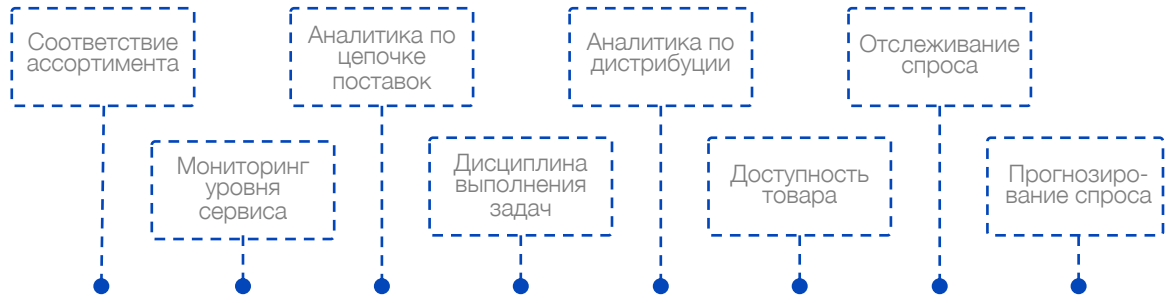 Соответствие
ассортимента
Аналитика по
цепочке
поставок
Аналитика по
дистрибуции
Отслеживание
спроса
Мониторинг
уровня
сервиса
Дисциплина
выполнения
задач
Доступность
товара
Прогнозиро-
вание спроса